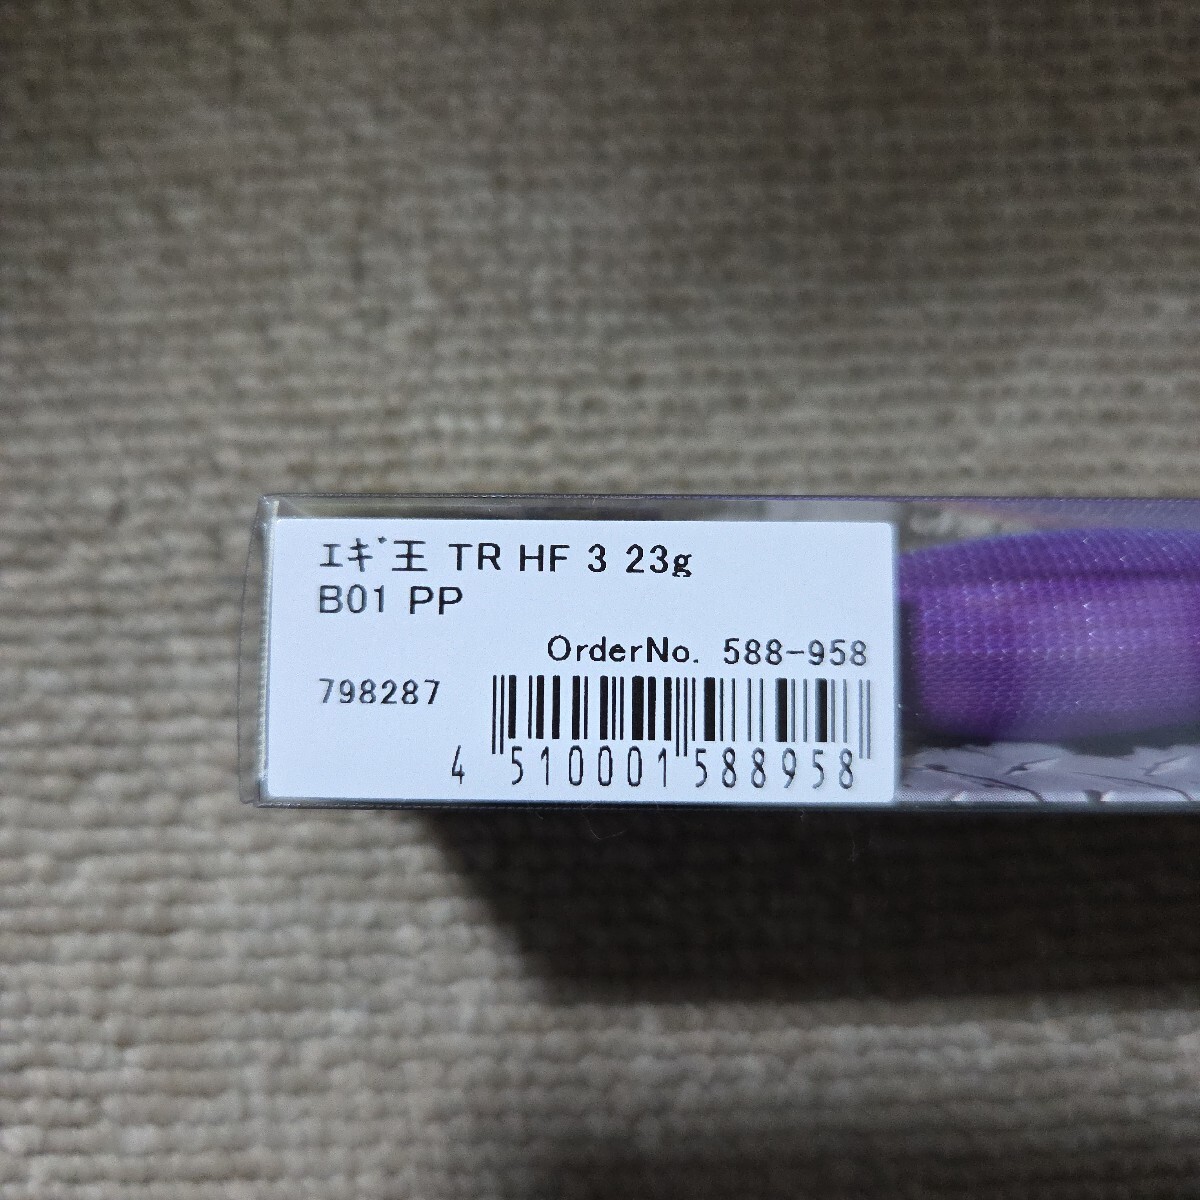 ｴｷﾞ王 TR HF 3 23g
B01 PP
OrderNo. 588-958
798287
4 510001 588958